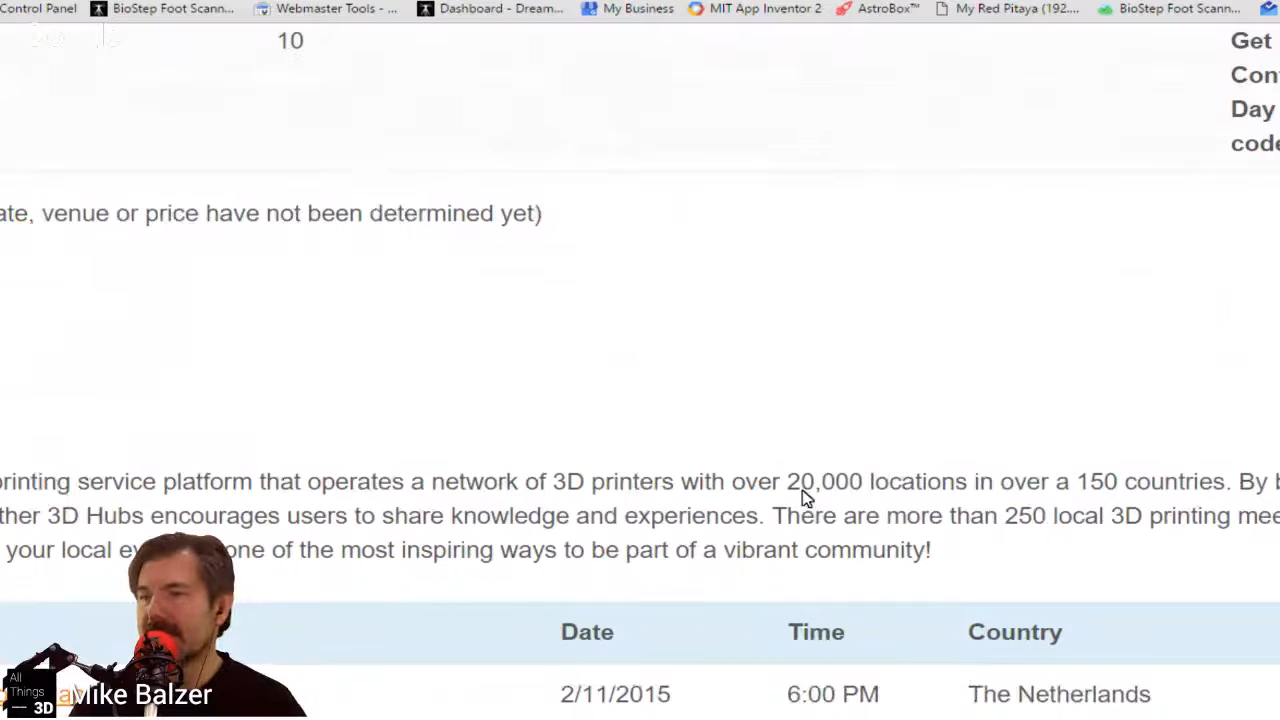 Control Panel BioStep Foot Scann... Webmaster Tools - ... Dashboard - Dream... My Business MIT App Inventor 2 AstroBox™ My Red Pitaya (192.... BioStep Foot Scann...
10
Get
Con
Day
code
ate, venue or price have not been determined yet)
printing service platform that operates a network of 3D printers with over 20,000 locations in over a 150 countries. By b
ther 3D Hubs encourages users to share knowledge and experiences. There are more than 250 local 3D printing mee
your local ev one of the most inspiring ways to be part of a vibrant community!
Date Time Country
2/11/2015 6:00 PM The Netherlands
All
Things
3D
Mike Balzer